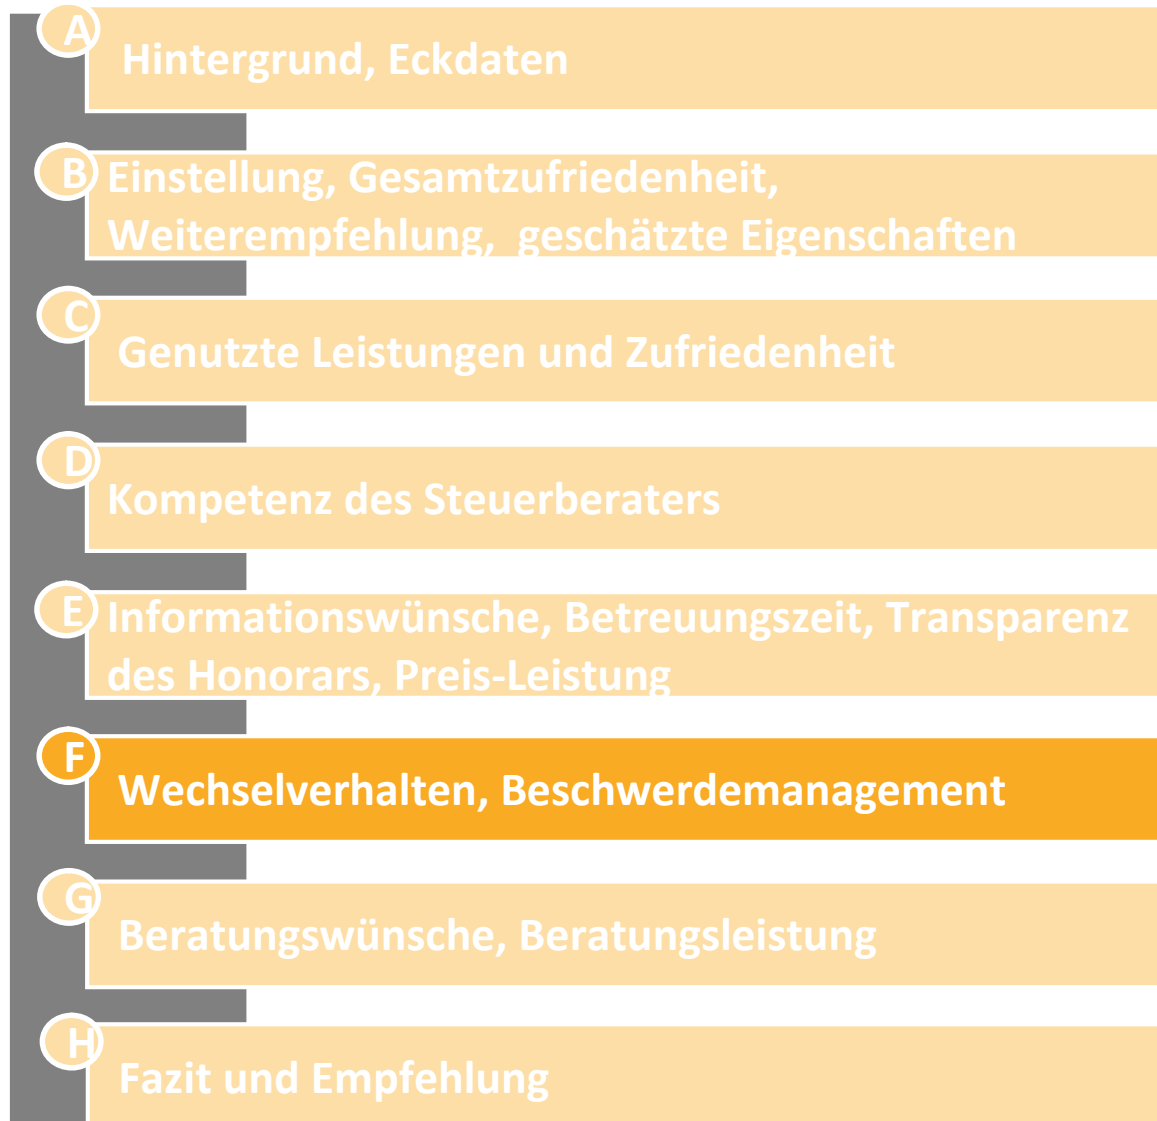 A
Hintergrund, Eckdaten
B
Einstellung, Gesamtzufriedenheit,
Weiterempfehlung, geschätzte Eigenschaften
C
Genutzte Leistungen und Zufriedenheit
D
Kompetenz des Steuerberaters
E
Informationswünsche, Betreuungszeit, Transparenz
des Honorars, Preis-Leistung
F
Wechselverhalten, Beschwerdemanagement
G
Beratungswünsche, Beratungsleistung
H
Fazit und Empfehlung